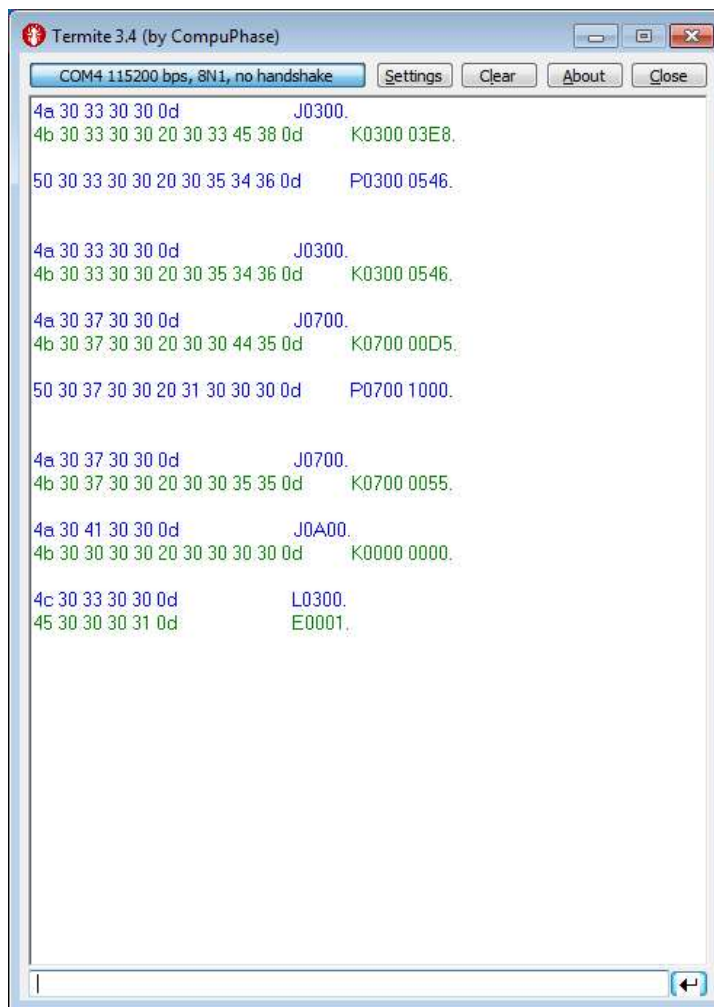 Termite 3.4 (by CompuPhase)
COM4 115200 bps, 8N1, no handshake Settings Clear About Close
4a 30 33 30 30 0d J0300.
4b 30 33 30 30 20 30 33 45 38 0d K0300 03E8.
50 30 33 30 30 20 30 35 34 36 0d P0300 0546.
4a 30 33 30 30 0d J0300.
4b 30 33 30 30 20 30 35 34 36 0d K0300 0546.
4a 30 37 30 30 0d J0700.
4b 30 37 30 30 20 30 30 44 35 0d K0700 00D5.
50 30 37 30 30 20 31 30 30 30 0d P0700 1000.
4a 30 37 30 30 0d J0700.
4b 30 37 30 30 20 30 30 35 35 0d K0700 0055.
4a 30 41 30 30 0d J0A00.
4b 30 30 30 30 20 30 30 30 30 0d K0000 0000.
4c 30 33 30 30 0d L0300.
45 30 30 30 31 0d E0001.